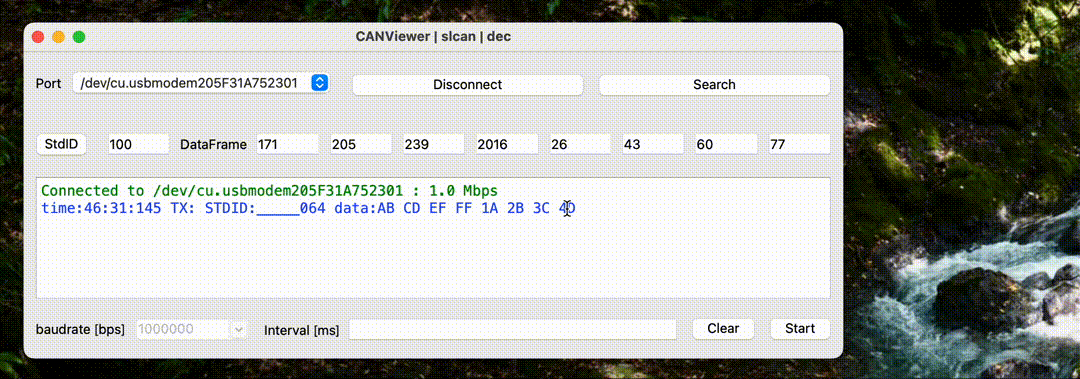 CANViewer | slcan | dec
Port /dev/cu.usbmodem205F31A752301 Disconnect Search
StdID 100 DataFrame 171 205 239 2016 26 43 60 77
Connected to /dev/cu.usbmodem205F31A752301 : 1.0 Mbps
time:46:31:145 TX: STDID:_____064 data:AB CD EF FF 1A 2B 3C 4D
baudrate [bps] 1000000 Interval [ms] Clear Start